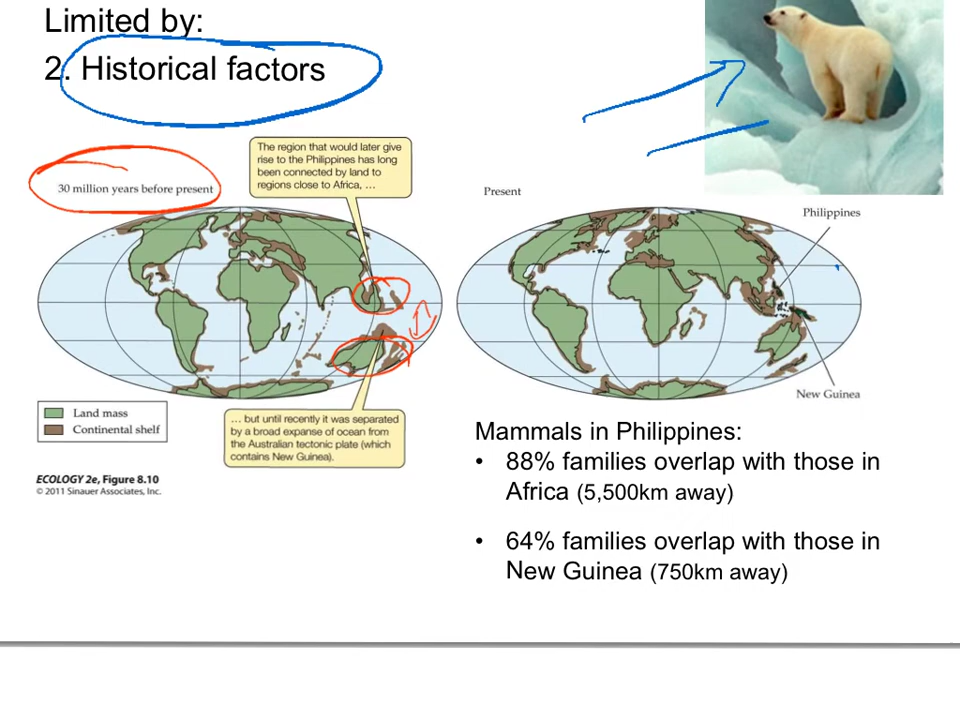 Limited by:
2. Historical factors
The region that would later give
rise to the Philippines has long
been connected by land to
regions close to Africa, ...
30 million years before present
Present
Philippines
New Guinea
Land mass
Continental shelf
... but until recently it was separated
by a broad expanse of ocean from
the Australian tectonic plate (which
contains New Guinea).
ECOLOGY 2e, Figure 8.10
© 2011 Sinauer Associates, Inc.
Mammals in Philippines:
• 88% families overlap with those in
Africa (5,500km away)
• 64% families overlap with those in
New Guinea (750km away)